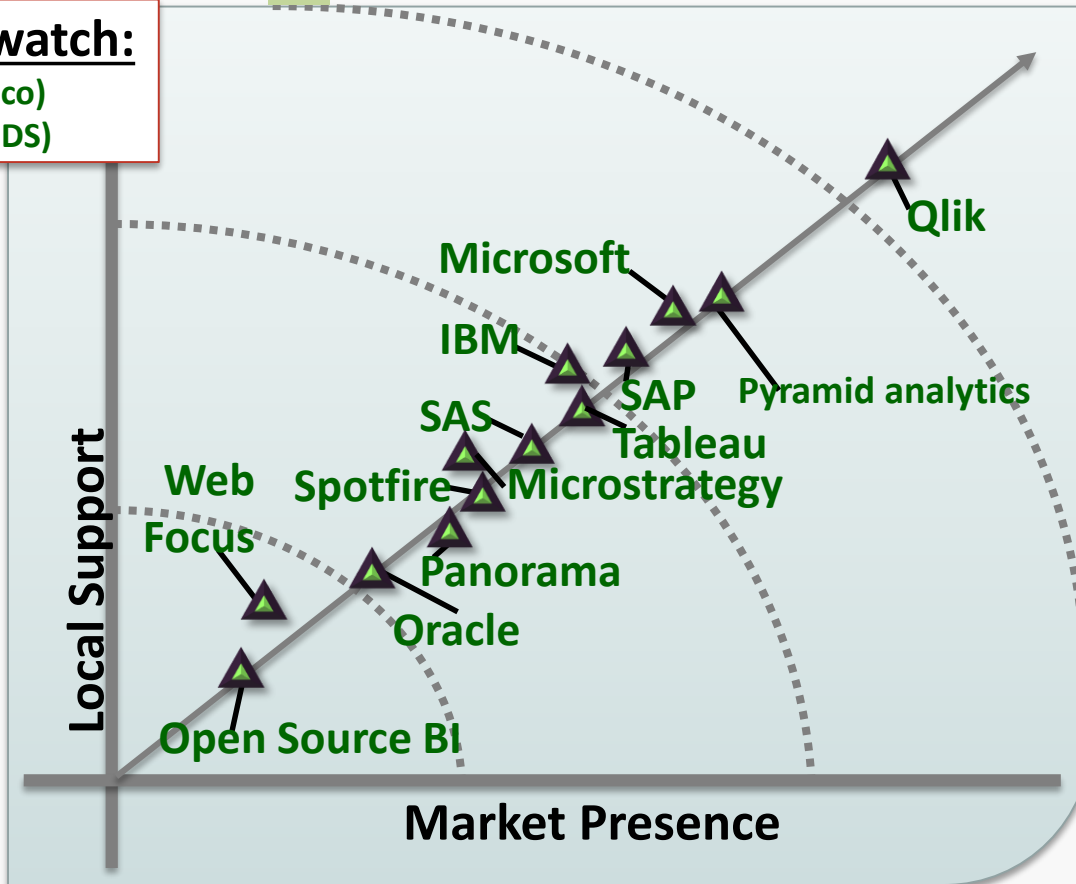 watch:
co)
DS)
Qlik
Microsoft
IBM
SAP
Pyramid analytics
SAS
Tableau
Web
Focus
Spotfire
Microstrategy
Panorama
Oracle
Open Source BI
Local Support
Market Presence